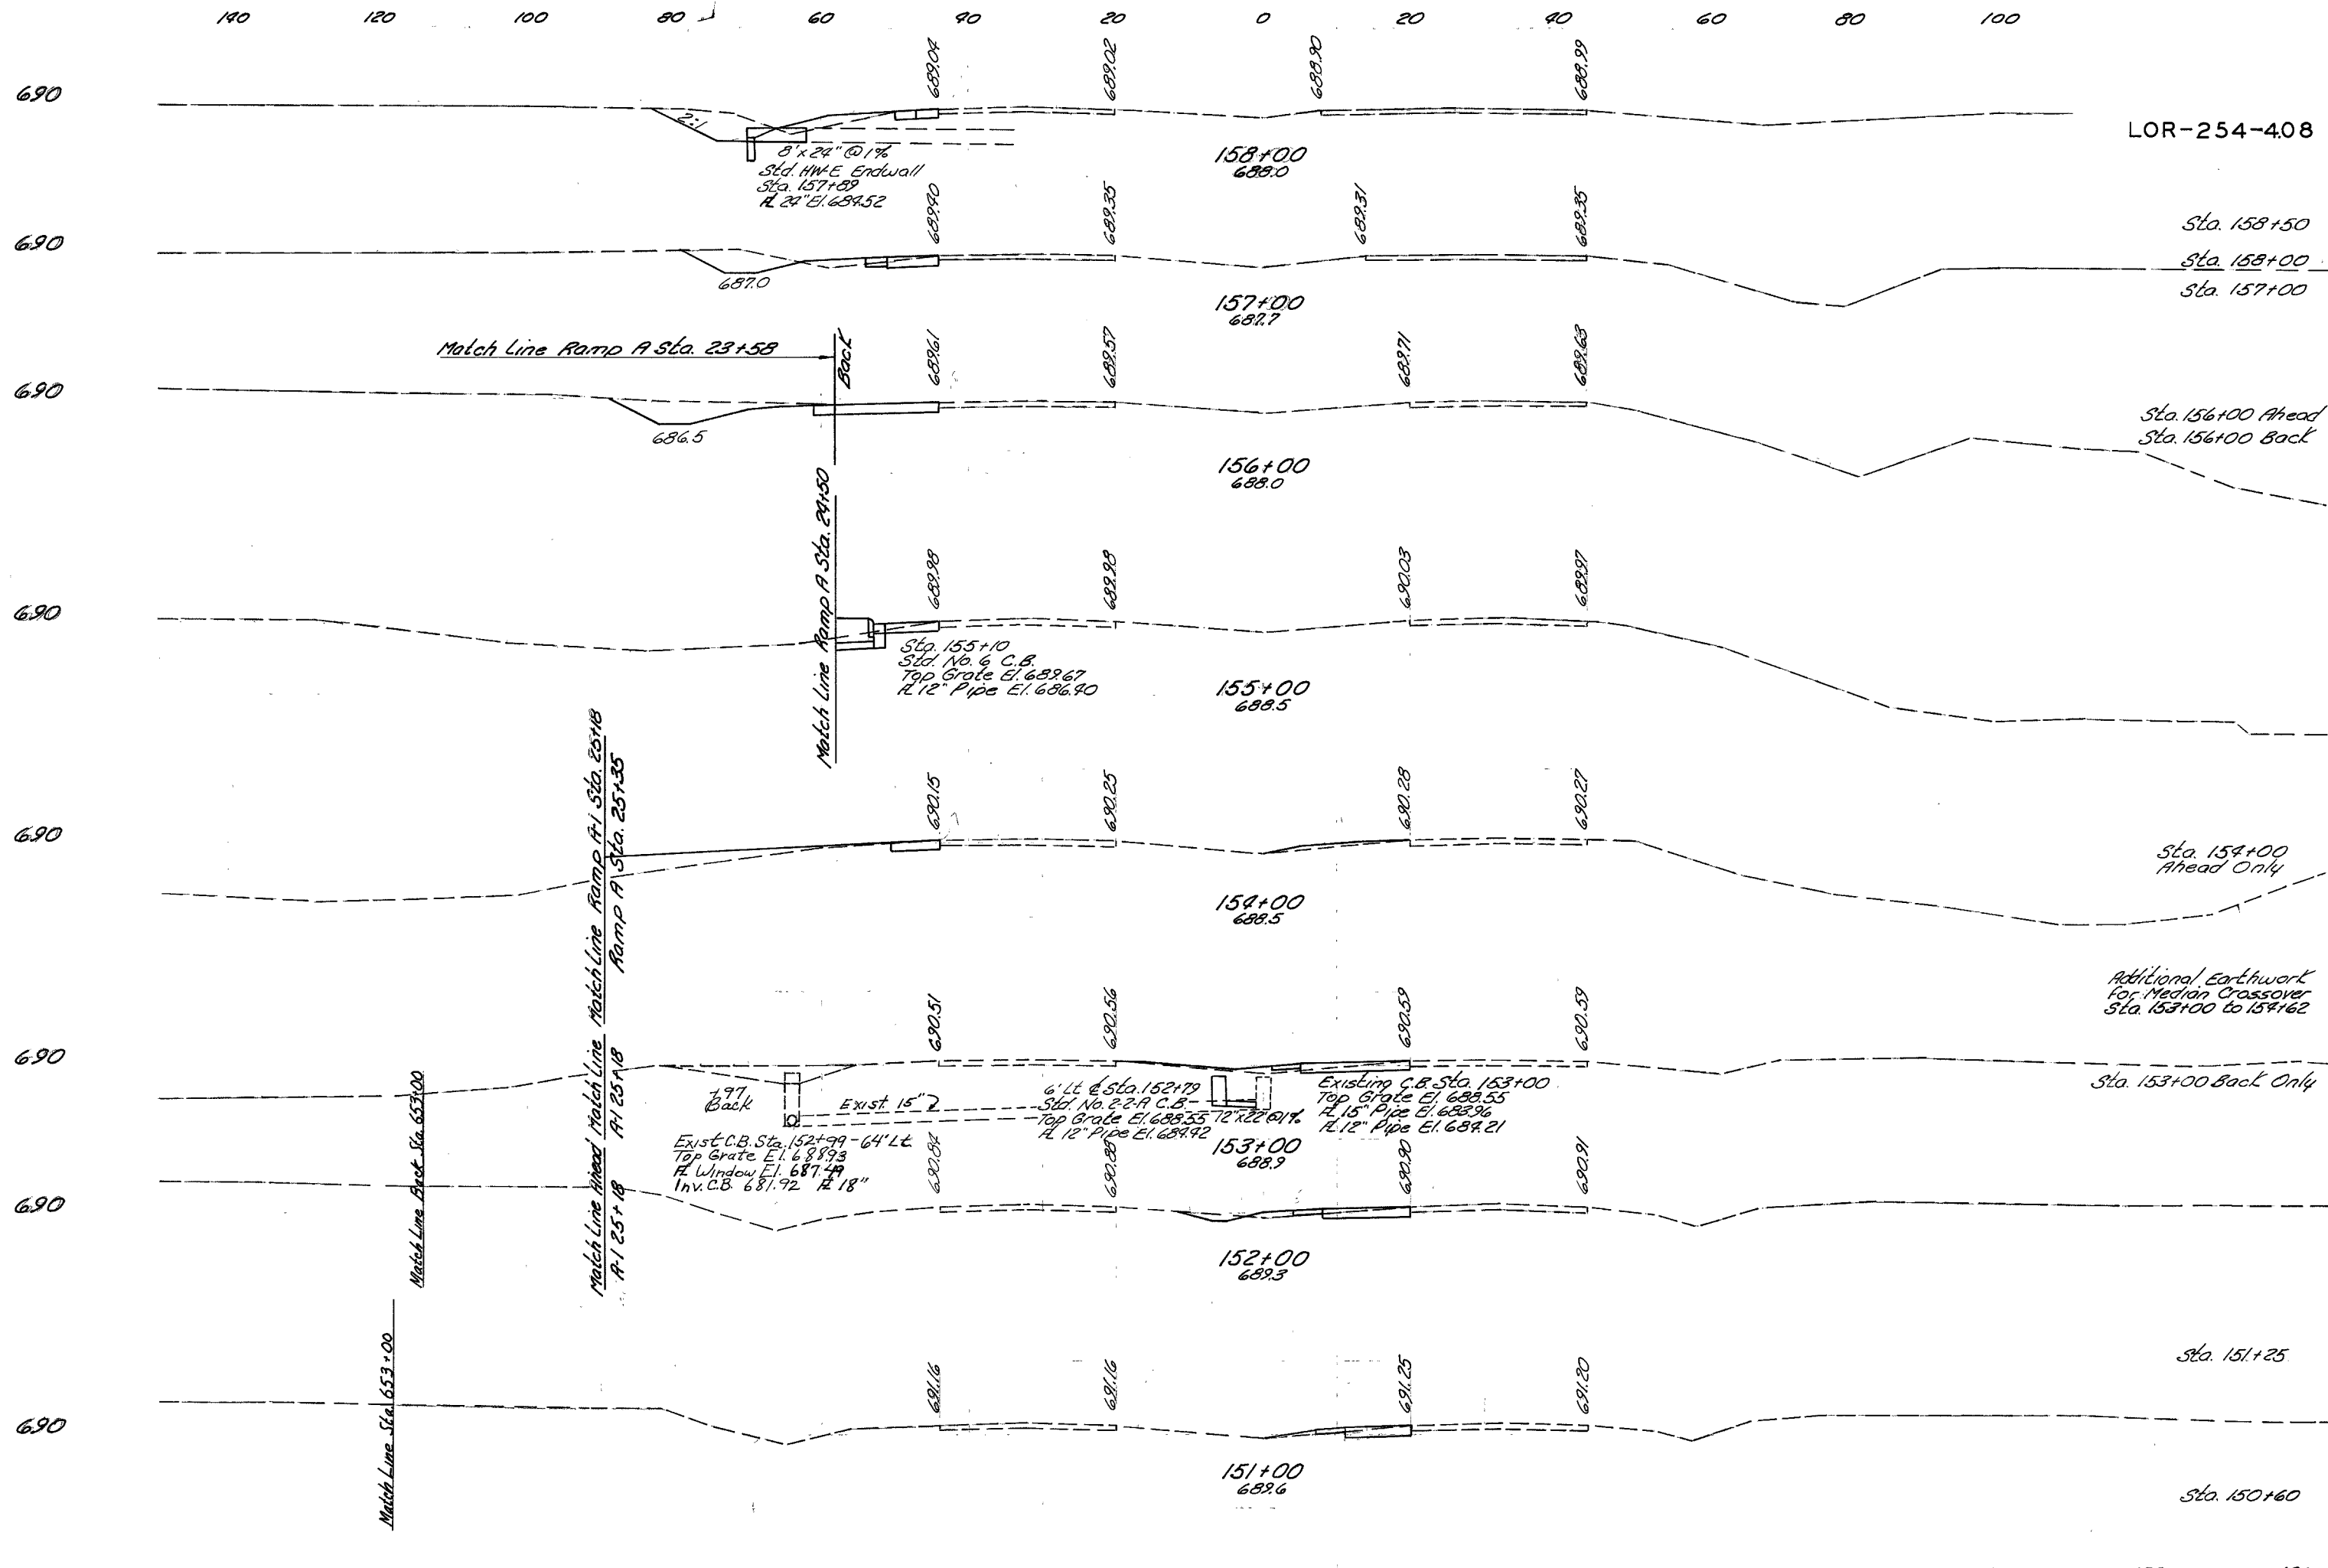 140 120 100 80 60 40 20 0 20 40 60 80 100
689.04 689.02 688.90 688.99
690
LOR-254-4.08
2:1
8'x24" @ 1%
Std. HW-E Endwall
Sta. 157+89
24" El. 684.52
158+00
688.0
689.40 689.35 689.31 689.35
Sta. 158+50
690
Sta. 158+00
Sta. 157+00
687.0
157+00
687.7
Match Line Ramp A Sta. 23+58
Back
689.61 689.57 689.71 689.63
690
Sta. 156+00 Ahead
Sta. 156+00 Back
686.5
156+00
688.0
Match Line Ramp A Sta. 24+50
689.98 689.98 690.03 689.97
690
Sta. 155+10
Std. No. 6 C.B.
Top Grate El. 689.67
12" Pipe El. 686.40
155+00
688.5
Match Line Ramp A-1 Sta. 25+18
Ramp A Sta. 25+35
690.15 690.25 690.28 690.27
690
Sta. 154+00
Ahead Only
154+00
688.5
Additional Earthwork
For Median Crossover
Sta. 153+00 to 154+62
690.51 690.56 690.59 690.59
690
Match Line
A-1 25+18
Match Line Back Sta. 653+00
+97
Back
Exist. 15"
6' Lt ℄ Sta. 152+79
Std. No. 2-2-A C.B.
Top Grate El. 688.55
12" Pipe El. 684.42
12"x22' @ 1%
Existing C.B. Sta. 153+00
Top Grate El. 688.55
15" Pipe El. 683.96
12" Pipe El. 684.21
Sta. 153+00 Back Only
Exist C.B. Sta. 152+99-64' Lt.
Top Grate El. 688.93
Window El. 687.49
Inv. C.B. 681.92 18"
153+00
688.9
Match Line Ahead
A-1 25+18
690.84 690.88 690.90 690.91
690
152+00
689.3
Match Line Sta. 653+00
691.16 691.16 691.25 691.20
Sta. 151+25
690
151+00
689.6
Sta. 150+60